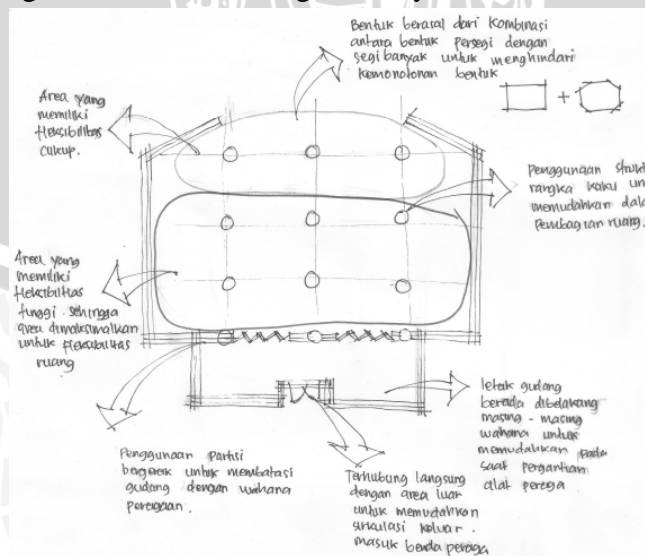 Bentuk berasal dari kombinasi
antara bentuk persegi dengan
segi banyak untuk menghindari
kemonotonan bentuk
Area yang
memiliki
fleksibilitas
cukup.
Penggunaan
rangka kaku
memudahkan
Pembagian ruang.
Area yang
memiliki
fleksibilitas
tinggi sehingga
area dimaksimalkan
untuk fleksibilitas
ruang
letak gudang
berada dibelakang
masing - masing
wahana untuk
memudahkan pada
saat pergantian
alat peraga
Penggunaan Partisi
bergerak untuk membatasi
gudang dengan wahana
peragaan.
Terhubung langsung
dengan area luar
untuk memudahkan
sirkulasi keluar.
masuk benda peraga